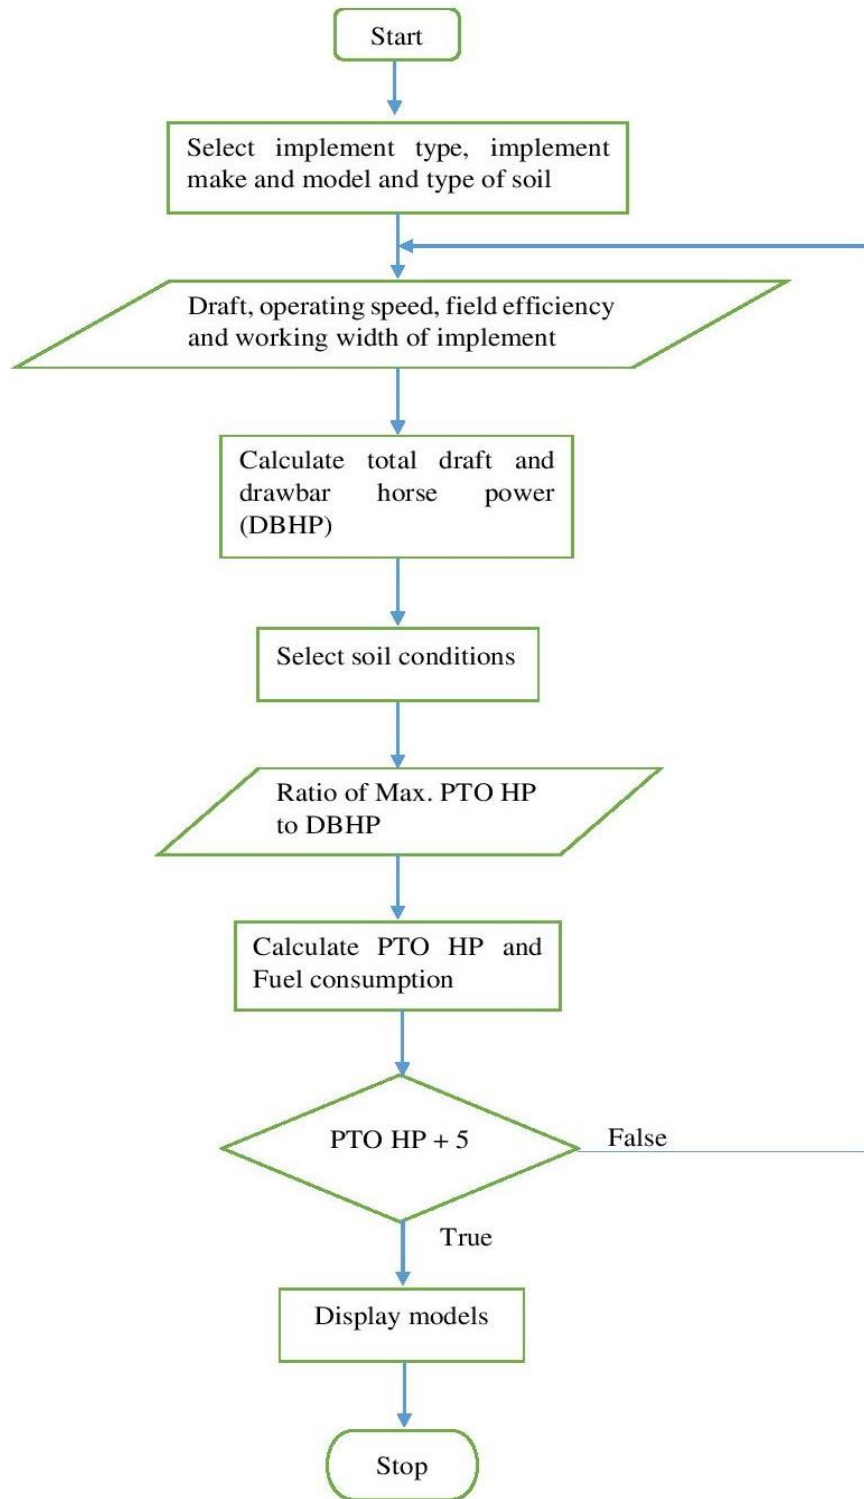 Start
Select implement type, implement
make and model and type of soil
Draft, operating speed, field efficiency
and working width of implement
Calculate total draft and
drawbar horse power
(DBHP)
Select soil conditions
Ratio of Max. PTO HP
to DBHP
Calculate PTO HP and
Fuel consumption
PTO HP + 5
False
True
Display models
Stop